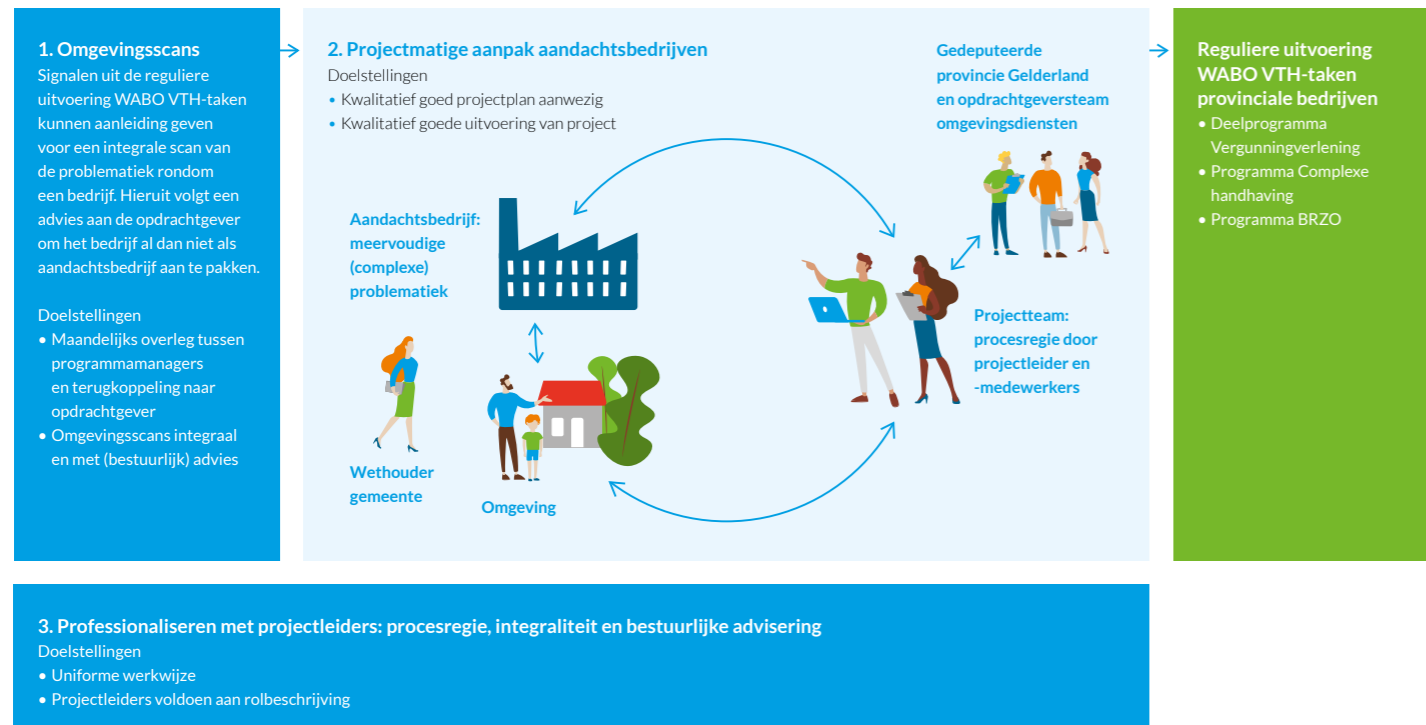 1. Omgevingsscans
Signalen uit de reguliere
uitvoering WABO VTH-taken
kunnen aanleiding geven
voor een integrale scan van
de problematiek rondom
een bedrijf. Hieruit volgt een
advies aan de opdrachtgever
om het bedrijf al dan niet als
aandachtsbedrijf aan te pakken.
Doelstellingen
• Maandelijks overleg tussen
programmamanagers
en terugkoppeling naar
opdrachtgever
• Omgevingsscans integraal
en met (bestuurlijk) advies
2. Projectmatige aanpak aandachtsbedrijven
Doelstellingen
• Kwalitatief goed projectplan aanwezig
• Kwalitatief goede uitvoering van project
Gedeputeerde
provincie Gelderland
en opdrachtgeversteam
omgevingsdiensten
Aandachtsbedrijf:
meervoudige
(complexe)
problematiek
Projectteam:
procesregie door
projectleider en
-medewerkers
Wethouder
gemeente
Omgeving
Reguliere uitvoering
WABO VTH-taken
provinciale bedrijven
• Deelprogramma
Vergunningverlening
• Programma Complexe
handhaving
• Programma BRZO
3. Professionaliseren met projectleiders: procesregie, integraliteit en bestuurlijke advisering
Doelstellingen
• Uniforme werkwijze
• Projectleiders voldoen aan rolbeschrijving